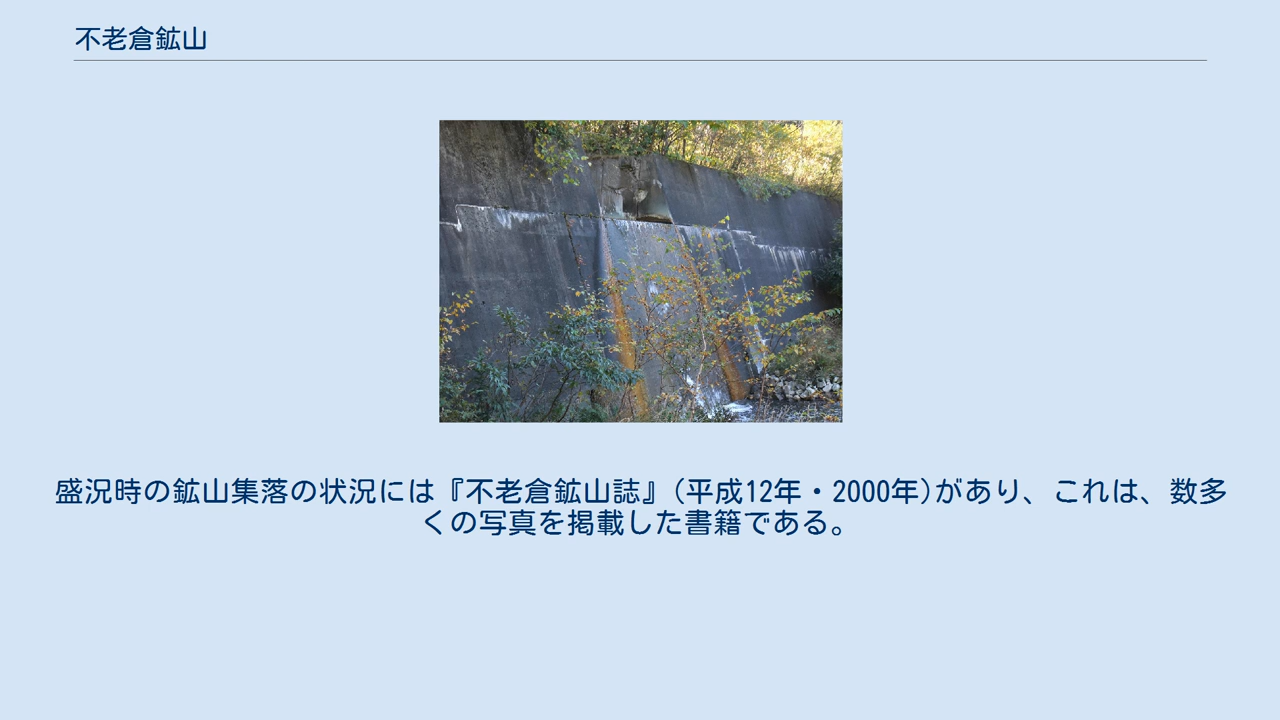 不老倉鉱山
盛況時の鉱山集落の状況には『不老倉鉱山誌』(平成12年・2000年)があり、これは、数多
くの写真を掲載した書籍である。